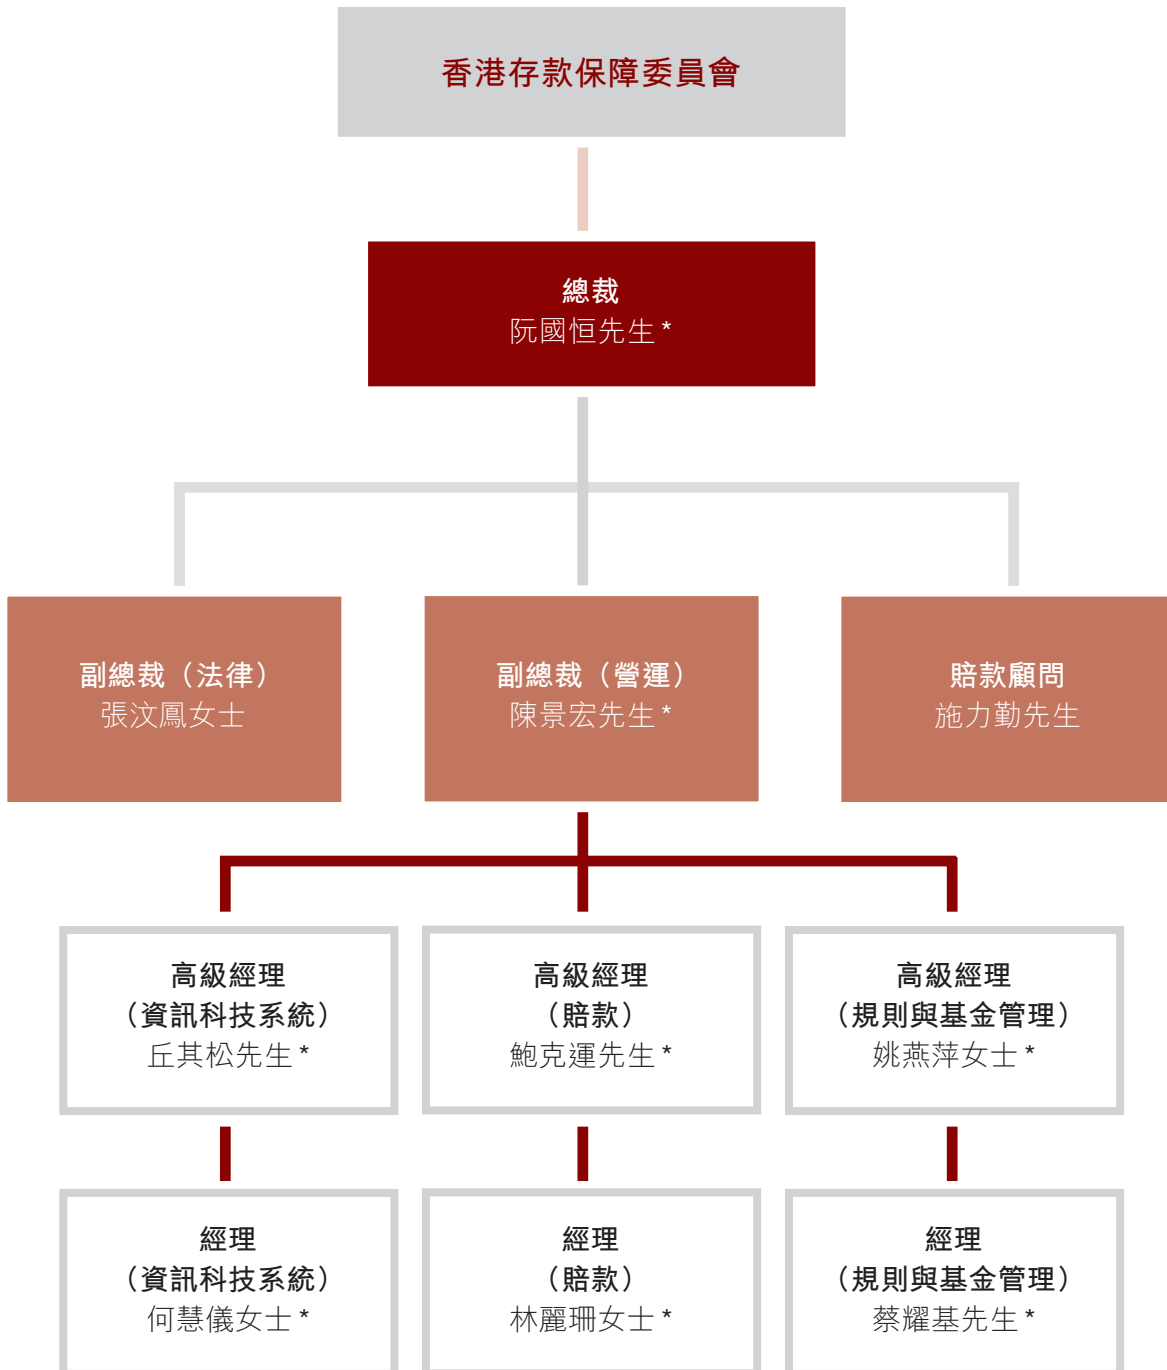 香港存款保障委員會
總裁
阮國恒先生*
副總裁（法律）
張汶鳳女士
副總裁（營運）
陳景宏先生*
賠款顧問
施力勤先生
高級經理
（資訊科技系統）
丘其松先生*
高級經理
（賠款）
鮑克運先生*
高級經理
（規則與基金管理）
姚燕萍女士*
經理
（資訊科技系統）
何慧儀女士*
經理
（賠款）
林麗珊女士*
經理
（規則與基金管理）
蔡耀基先生*